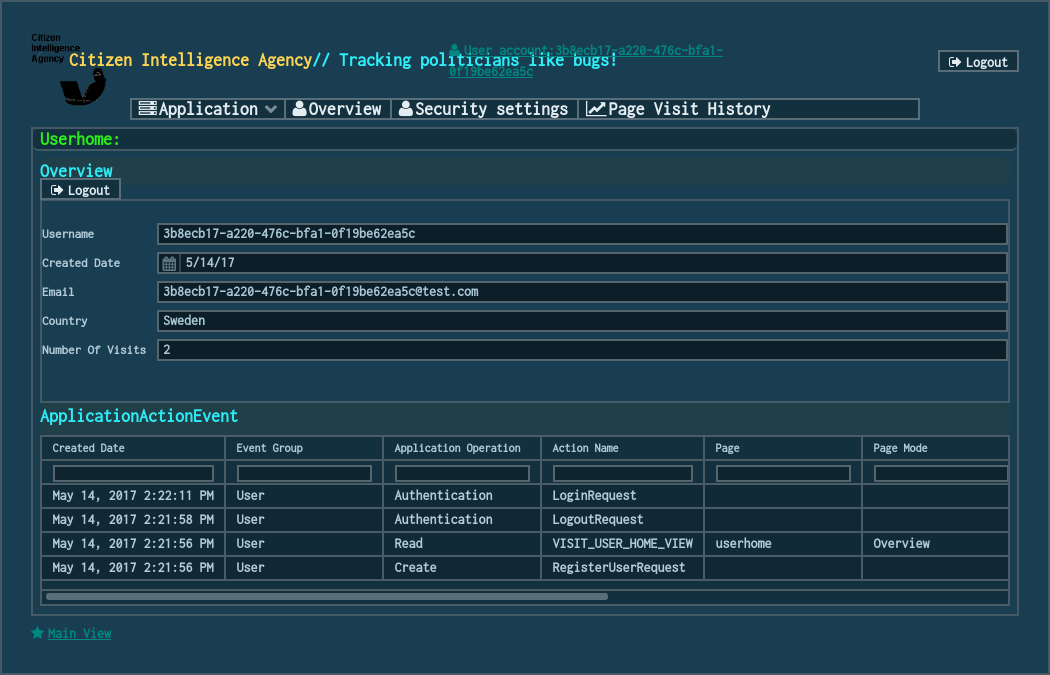 Citizen
Intelligence
Agency
Citizen Intelligence Agency// Tracking politicians like bugs!
User account:3b8ecb17-a220-476c-bfa1-
0f19be62ea5c
Logout
Application Overview Security settings Page Visit History
Userhome:
Overview
Logout
Username 3b8ecb17-a220-476c-bfa1-0f19be62ea5c
Created Date 5/14/17
Email 3b8ecb17-a220-476c-bfa1-0f19be62ea5c@test.com
Country Sweden
Number Of Visits 2
ApplicationActionEvent
Created Date Event Group Application Operation Action Name Page Page Mode
May 14, 2017 2:22:11 PM User Authentication LoginRequest
May 14, 2017 2:21:58 PM User Authentication LogoutRequest
May 14, 2017 2:21:56 PM User Read VISIT_USER_HOME_VIEW userhome Overview
May 14, 2017 2:21:56 PM User Create RegisterUserRequest
Main View